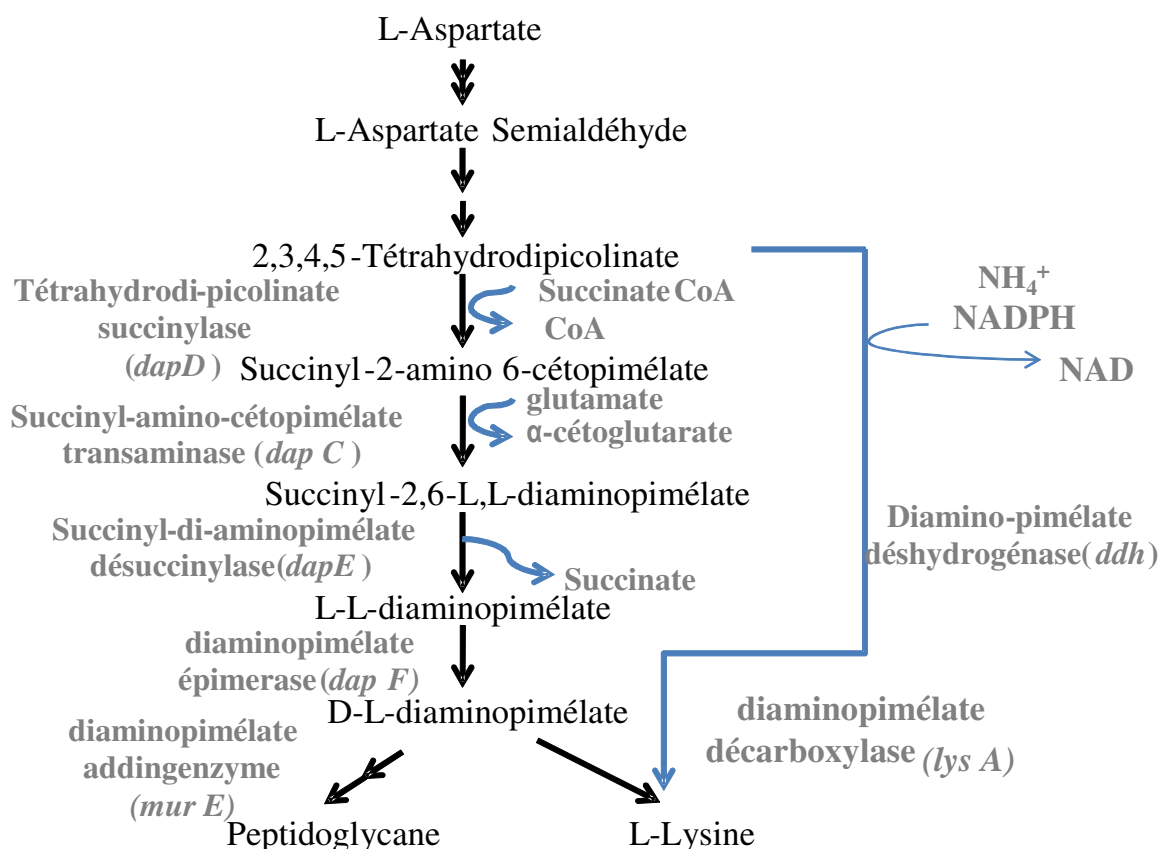 L-Aspartate
L-Aspartate Semialdéhyde
2,3,4,5-Tétrahydrodipicolinate
Tétrahydrodi-picolinate
succinylase
(dapD )
Succinate CoA
CoA
NH4+
NADPH
NAD
Succinyl-2-amino 6-cétopimélate
Succinyl-amino-cétopimélate
transaminase (dap C )
glutamate
α-cétoglutarate
Succinyl-2,6-L,L-diaminopimélate
Succinyl-di-aminopimélate
désuccinylase(dapE )
Succinate
Diamino-pimélate
déshydrogénase(ddh)
L-L-diaminopimélate
diaminopimélate
épimerase(dap F)
D-L-diaminopimélate
diaminopimélate
addingenzyme
(mur E)
diaminopimélate
décarboxylase (lys A)
Peptidoglycane
L-Lysine